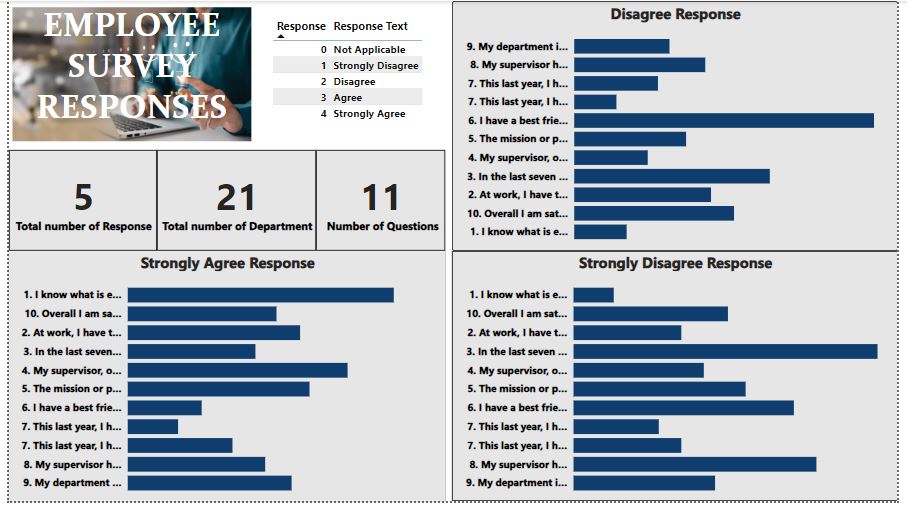 EMPLOYEE
SURVEY
RESPONSES
Response Response Text
0 Not Applicable
1 Strongly Disagree
2 Disagree
3 Agree
4 Strongly Agree
5
Total number of Response
21
Total number of Department
11
Number of Questions
Disagree Response
9. My department i...
8. My supervisor h...
7. This last year, I h...
7. This last year, I h...
6. I have a best frie...
5. The mission or p...
4. My supervisor, o...
3. In the last seven ...
2. At work, I have t...
10. Overall I am sat...
1. I know what is e...
Strongly Agree Response
1. I know what is e...
10. Overall I am sa...
2. At work, I have t...
3. In the last seven...
4. My supervisor, o...
5. The mission or p...
6. I have a best frie...
7. This last year, I h...
7. This last year, I h...
8. My supervisor h...
9. My department ...
Strongly Disagree Response
1. I know what is e...
10. Overall I am sat...
2. At work, I have t...
3. In the last seven ...
4. My supervisor, o...
5. The mission or p...
6. I have a best frie...
7. This last year, I h...
7. This last year, I h...
8. My supervisor h...
9. My department i...